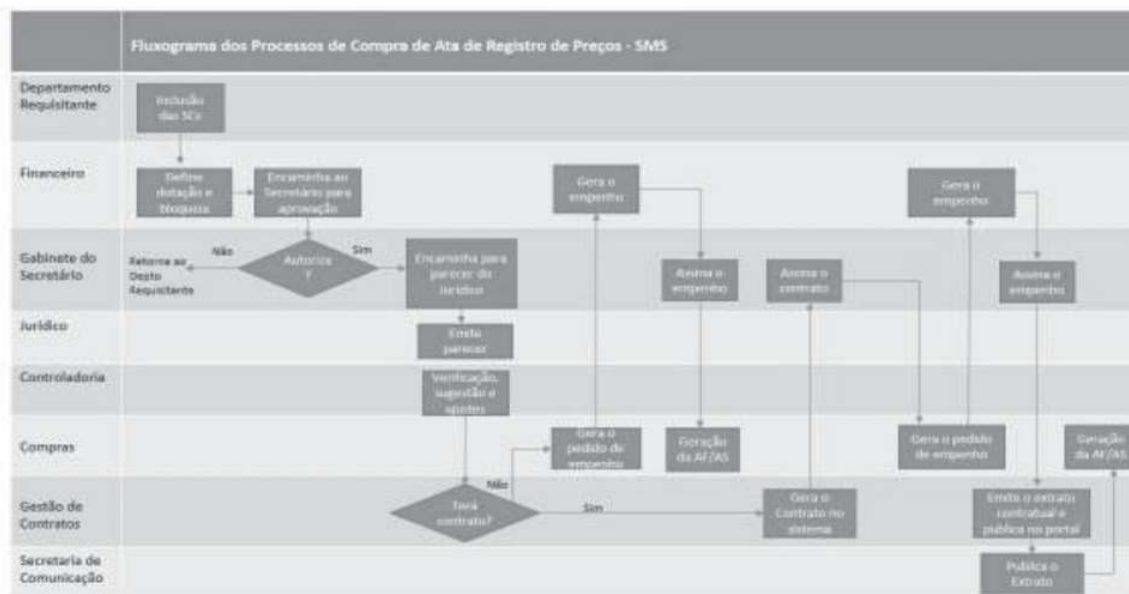 Fluxograma dos Processos de Compra de Ata de Registro de Preços - SMS
Departamento
Requisitante
Inclusão
das SCs
Financeiro
Define
dotação e
bloqueia
Encaminha ao
Secretário para
aprovação
Gera o
empenho
Gera o
empenho
Gabinete do
Secretário
Retorna ao
Depto
Requisitante
Não
Autoriza
?
Sim
Encaminha para
parecer do
Jurídico
Assina o
empenho
Assina o
contrato
Assina o
empenho
Jurídico
Emite
parecer
Controladoria
Verificação,
sugestão e
ajustes
Compras
Gera o
pedido de
empenho
Geração
da AF/AS
Gera o pedido
de empenho
Geração
da AF/AS
Gestão de
Contratos
Terá
contrato?
Não
Sim
Gera o
Contrato no
sistema
Emite o extrato
contratual e
publica no portal
Secretaria de
Comunicação
Publica o
Extrato